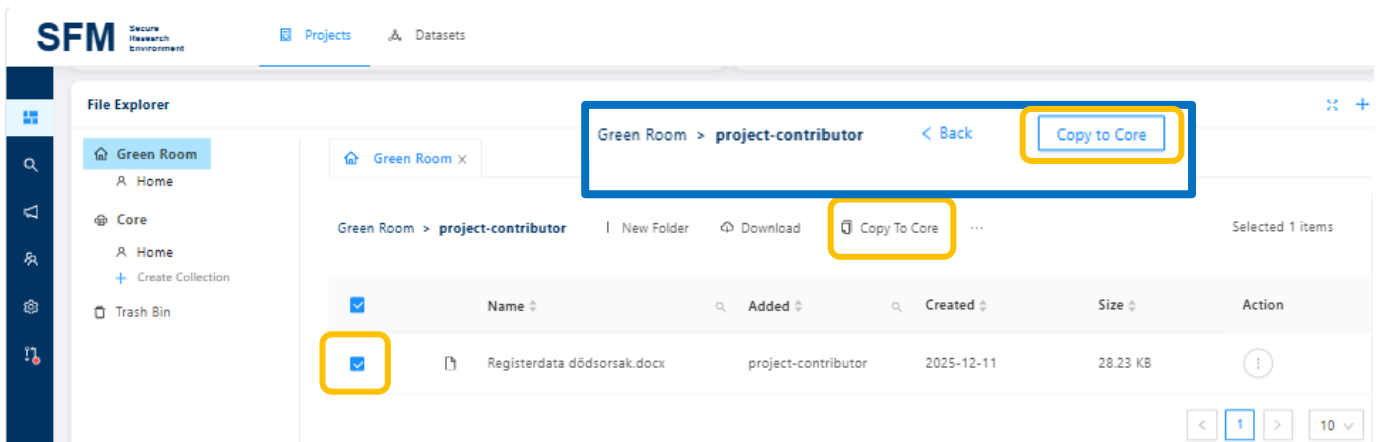 SFM Secure Research Environment
Projects Datasets
File Explorer
Green Room > project-contributor < Back Copy to Core
Green Room
Home
Core
Home
+ Create Collection
Trash Bin
Green Room ×
Green Room > project-contributor New Folder Download Copy To Core ... Selected 1 items
Name Added Created Size Action
Registerdata dödsorsak.docx project-contributor 2025-12-11 28.23 KB
< 1 > 10